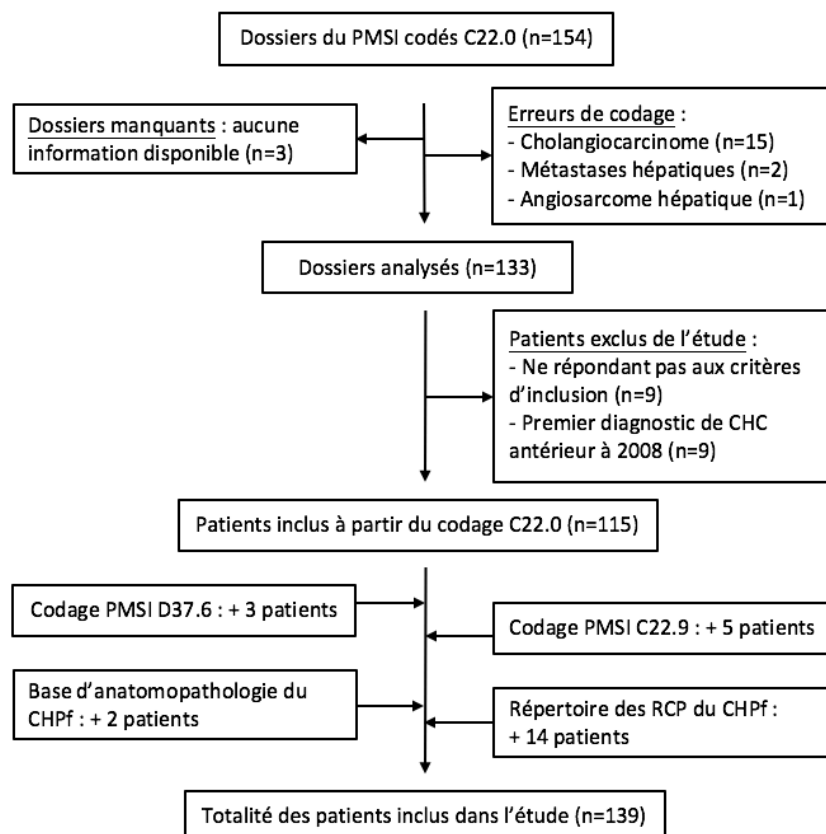 Dossiers du PMSI codés C22.0 (n=154)
Dossiers manquants : aucune
information disponible (n=3)
Erreurs de codage :
- Cholangiocarcinome (n=15)
- Métastases hépatiques (n=2)
- Angiosarcome hépatique (n=1)
Dossiers analysés (n=133)
Patients exclus de l’étude :
- Ne répondant pas aux critères
d’inclusion (n=9)
- Premier diagnostic de CHC
antérieur à 2008 (n=9)
Patients inclus à partir du codage C22.0 (n=115)
Codage PMSI D37.6 : + 3 patients
Codage PMSI C22.9 : + 5 patients
Base d’anatomopathologie du
CHPf : + 2 patients
Répertoire des RCP du CHPf :
+ 14 patients
Totalité des patients inclus dans l’étude (n=139)